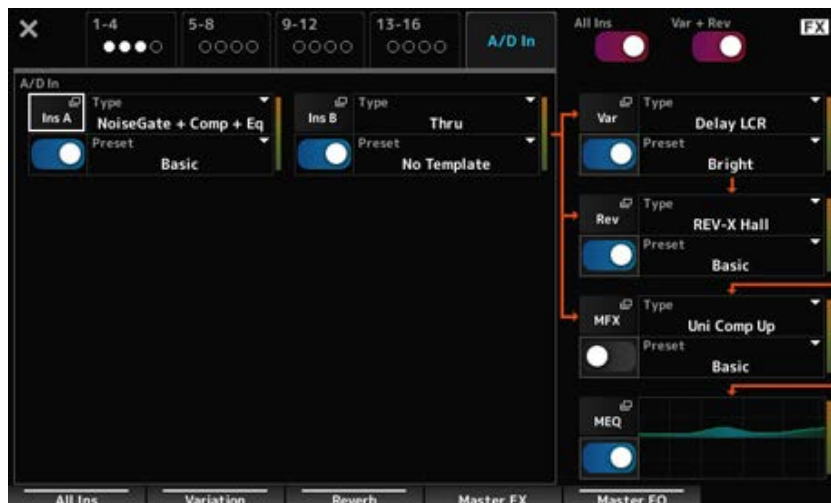 1-4
5-8
9-12
13-16
A/D In
All Ins
Var + Rev
FX
A/D In
Ins A
Type
NoiseGate + Comp + Eq
Preset
Basic
Ins B
Type
Thru
Preset
No Template
Var
Type
Delay LCR
Preset
Bright
Rev
Type
REV-X Hall
Preset
Basic
MFX
Type
Uni Comp Up
Preset
Basic
MEQ
All Ins
Variation
Reverb
Master FX
Master EQ